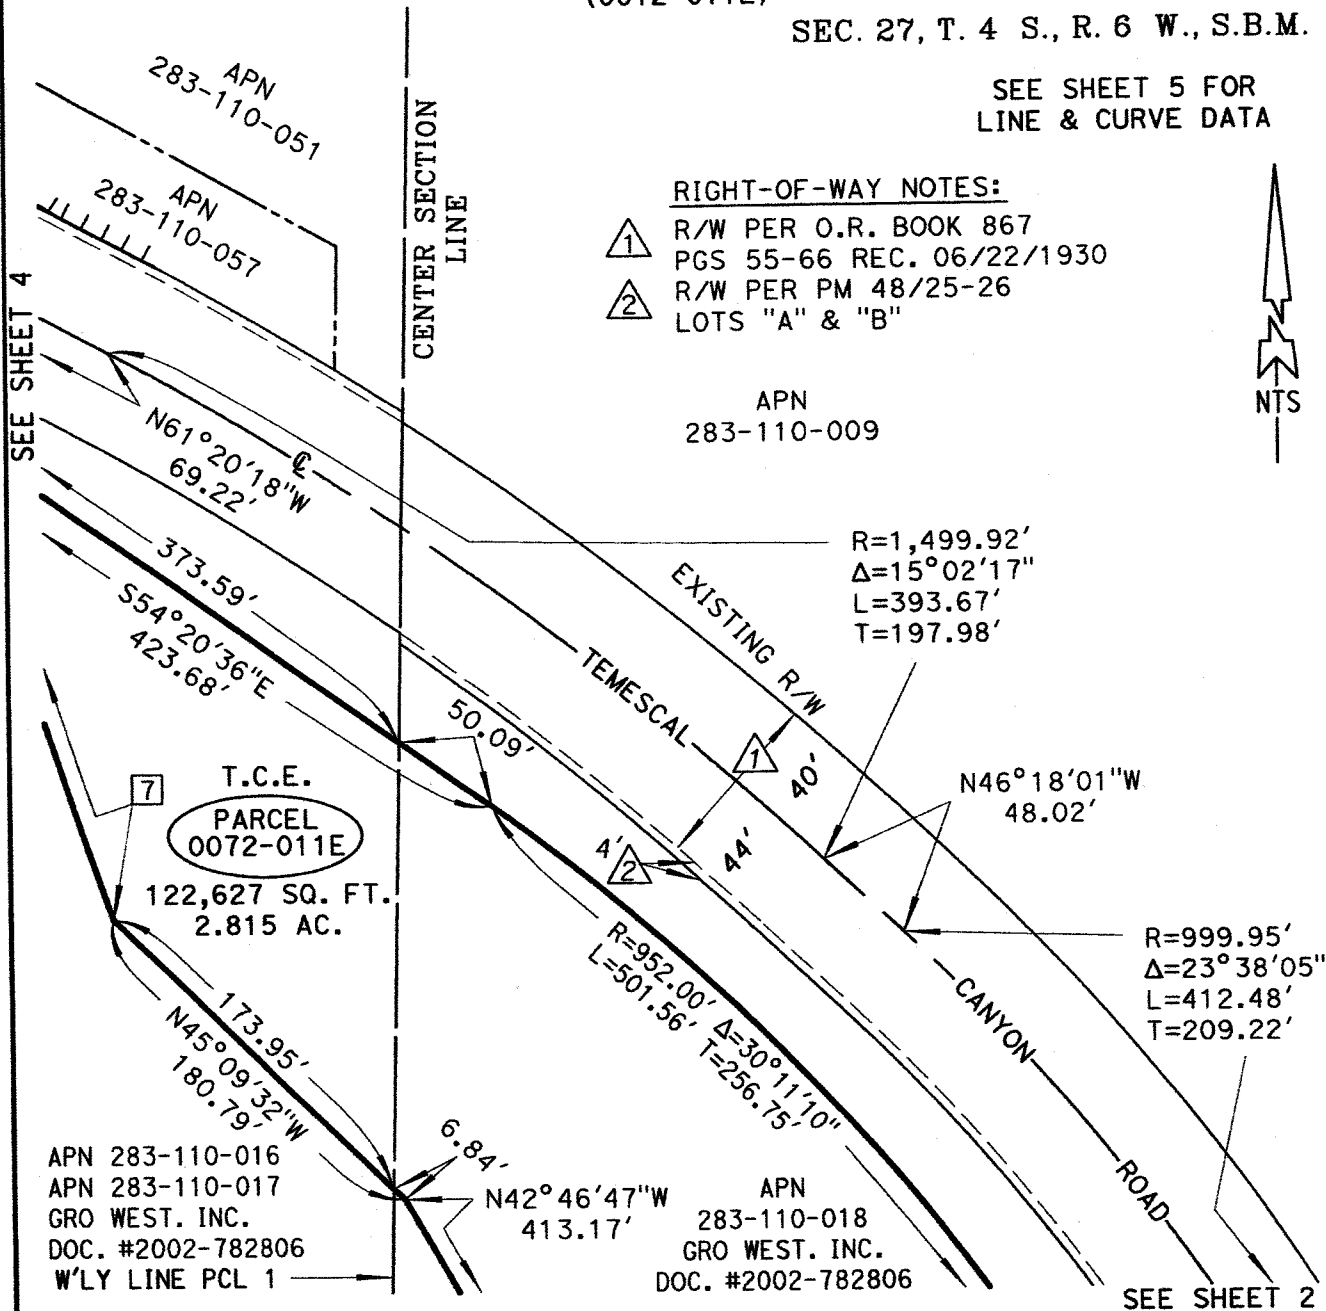 SEC. 27, T. 4 S., R. 6 W., S.B.M.
SEE SHEET 5 FOR
LINE & CURVE DATA
APN
283-110-051
APN
283-110-057
CENTER SECTION
LINE
RIGHT-OF-WAY NOTES:
1 R/W PER O.R. BOOK 867
PGS 55-66 REC. 06/22/1930
2 R/W PER PM 48/25-26
LOTS "A" & "B"
NTS
SEE SHEET 4
APN
283-110-009
N61°20'18"W
69.22'
℄
R=1,499.92'
Δ=15°02'17"
L=393.67'
T=197.98'
EXISTING R/W
373.59'
S54°20'36"E
423.68'
TEMESCAL
50.09'
1
40'
44'
N46°18'01"W
48.02'
7
T.C.E.
PARCEL
0072-011E
122,627 SQ. FT.
2.815 AC.
4'
2
R=952.00' Δ=30°11'10"
L=501.56' T=256.75'
R=999.95'
Δ=23°38'05"
L=412.48'
T=209.22'
CANYON
ROAD
173.95'
N45°09'32"W
180.79'
6.84'
N42°46'47"W
413.17'
APN 283-110-016
APN 283-110-017
GRO WEST. INC.
DOC. #2002-782806
W'LY LINE PCL 1
APN
283-110-018
GRO WEST. INC.
DOC. #2002-782806
SEE SHEET 2